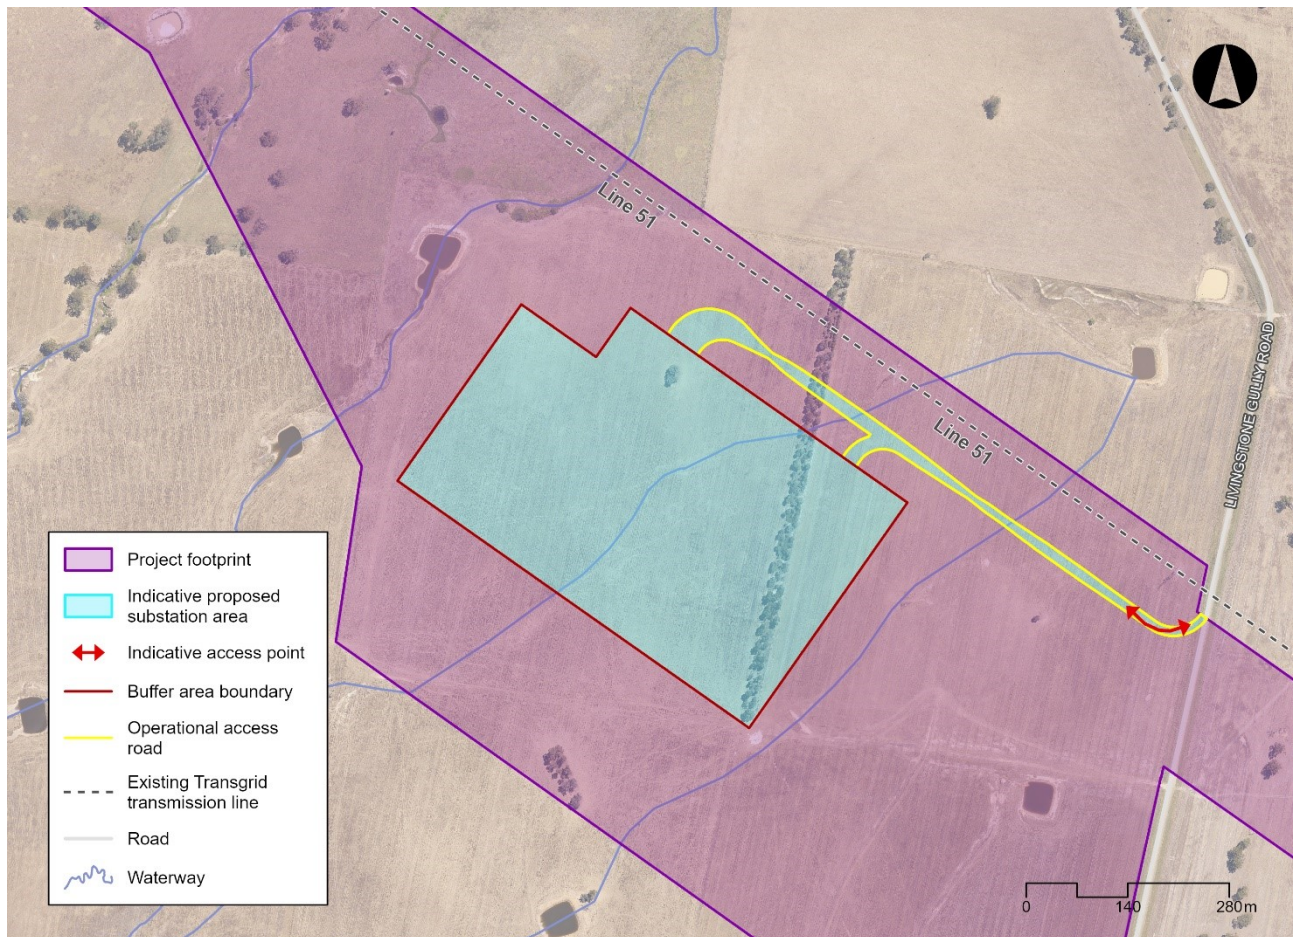 Line 51
Line 51
LIVINGSTONE GULLY ROAD
Project footprint
Indicative proposed
substation area
Indicative access point
Buffer area boundary
Operational access
road
Existing Transgrid
transmission line
Road
Waterway
0 140 280m